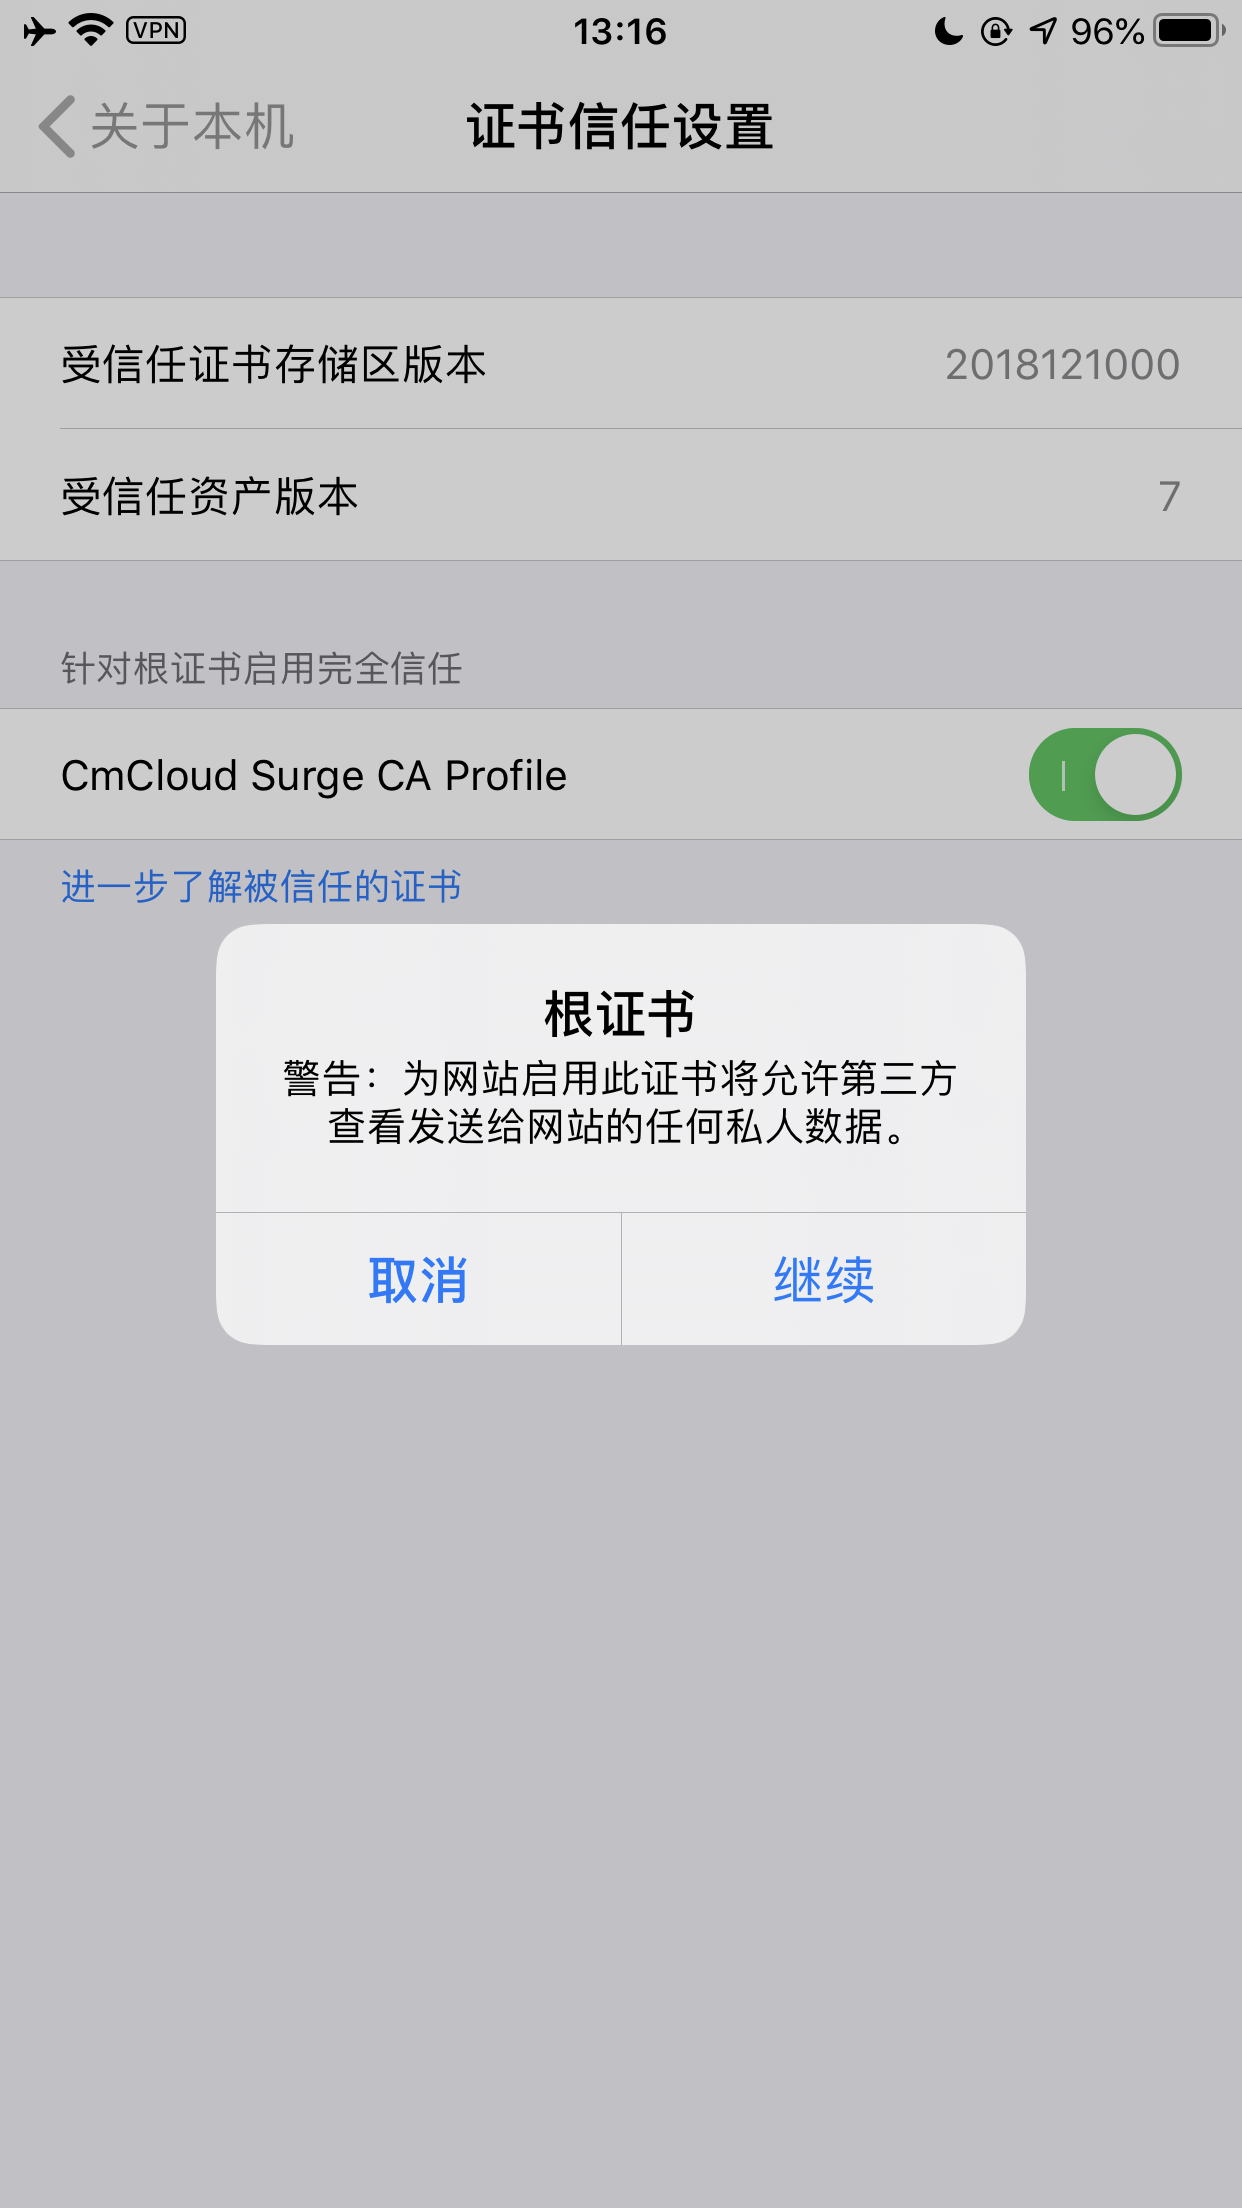 VPN
13:16
96%
关于本机
证书信任设置
受信任证书存储区版本
2018121000
受信任资产版本
7
针对根证书启用完全信任
CmCloud Surge CA Profile
进一步了解被信任的证书
根证书
警告：为网站启用此证书将允许第三方
查看发送给网站的任何私人数据。
取消
继续